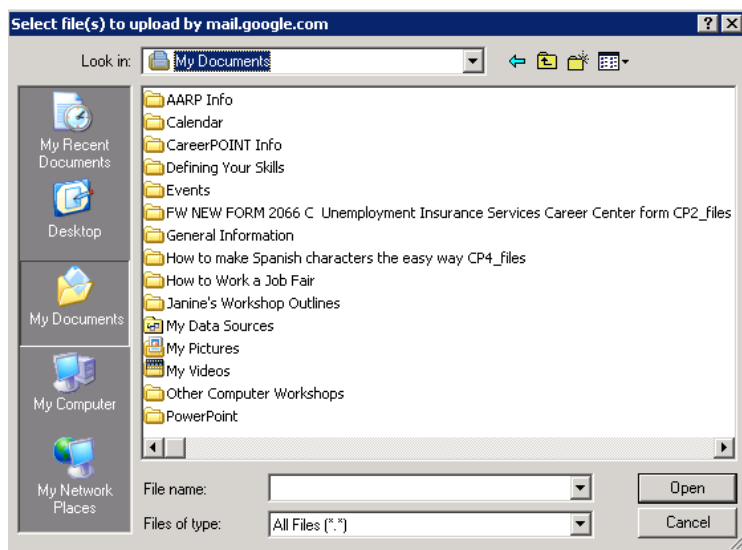 Select file(s) to upload by mail.google.com
Look in: My Documents
My Recent
Documents
Desktop
My Documents
My Computer
My Network
Places
AARP Info
Calendar
CareerPOINT Info
Defining Your Skills
Events
FW NEW FORM 2066 C  Unemployment Insurance Services Career Center form CP2_files
General Information
How to make Spanish characters the easy way CP4_files
How to Work a Job Fair
Janine's Workshop Outlines
My Data Sources
My Pictures
My Videos
Other Computer Workshops
PowerPoint
File name:
Open
Files of type: All Files (*.*)
Cancel